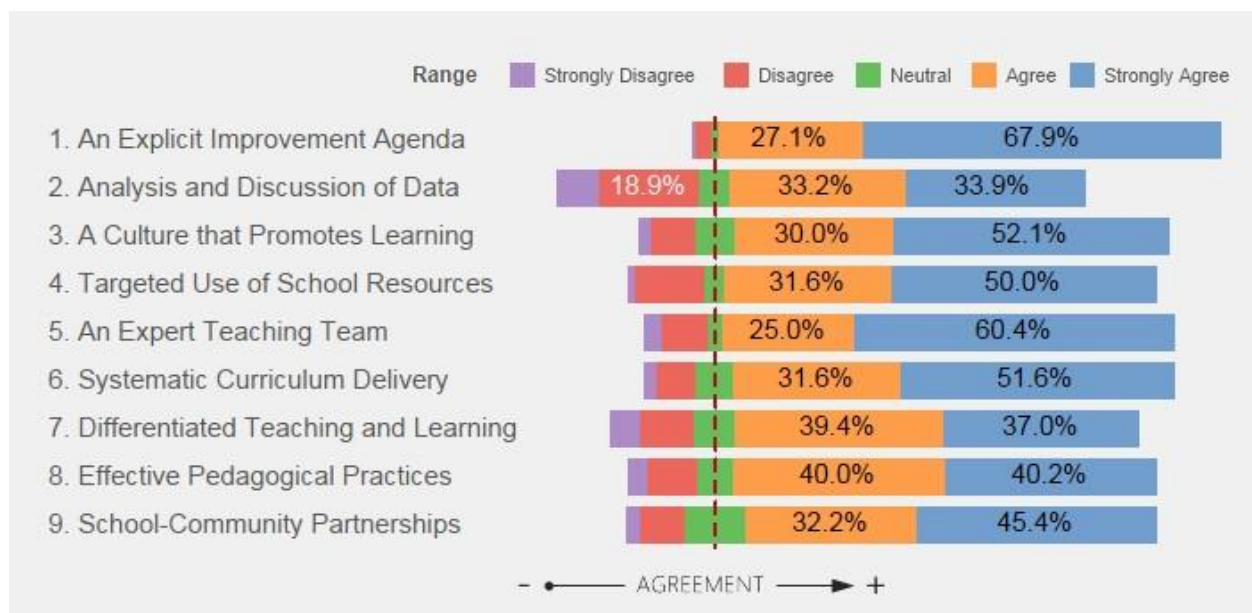 Range Strongly Disagree Disagree Neutral Agree Strongly Agree
1. An Explicit Improvement Agenda 27.1% 67.9%
2. Analysis and Discussion of Data 18.9% 33.2% 33.9%
3. A Culture that Promotes Learning 30.0% 52.1%
4. Targeted Use of School Resources 31.6% 50.0%
5. An Expert Teaching Team 25.0% 60.4%
6. Systematic Curriculum Delivery 31.6% 51.6%
7. Differentiated Teaching and Learning 39.4% 37.0%
8. Effective Pedagogical Practices 40.0% 40.2%
9. School-Community Partnerships 32.2% 45.4%
- AGREEMENT +